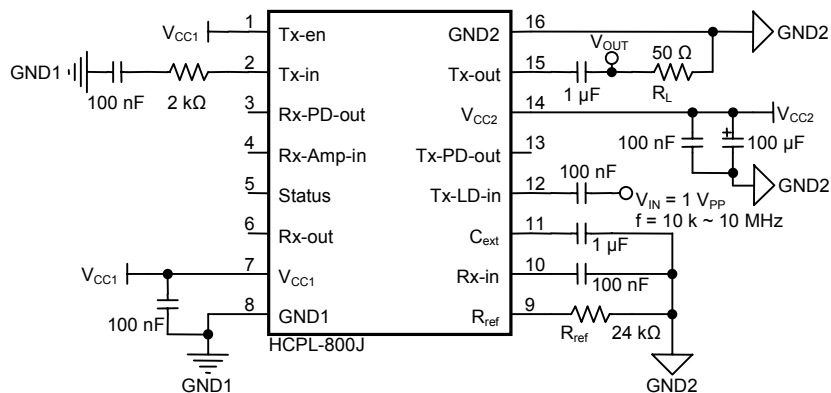 V_CC1 1 Tx-en GND2 16 GND2
V_OUT 50 Ω
GND1 2 Tx-in Tx-out 15
100 nF 2 kΩ 1 µF R_L
3 Rx-PD-out V_CC2 14 V_CC2
100 nF + 100 µF
4 Rx-Amp-in Tx-PD-out 13
100 nF GND2
5 Status Tx-LD-in 12 V_IN = 1 V_PP
f = 10 k ~ 10 MHz
6 Rx-out C_ext 11
1 µF
V_CC1 7 V_CC1 Rx-in 10
100 nF
100 nF 8 GND1 R_ref 9
R_ref 24 kΩ
HCPL-800J
GND1 GND2